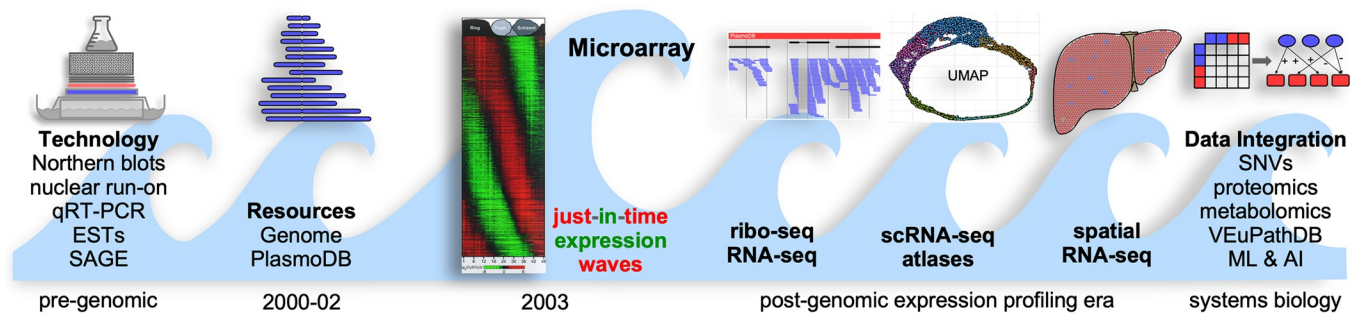 Technology
Northern blots
nuclear run-on
qRT-PCR
ESTs
SAGE
pre-genomic
Resources
Genome
PlasmoDB
2000-02
Ring
Schizont
Microarray
just-in-time
expression
waves
2003
PlasmoDB
ribo-seq
RNA-seq
UMAP
scRNA-seq
atlases
spatial
RNA-seq
post-genomic expression profiling era
+ + + - -
Data Integration
SNVs
proteomics
metabolomics
VEuPathDB
ML & AI
systems biology